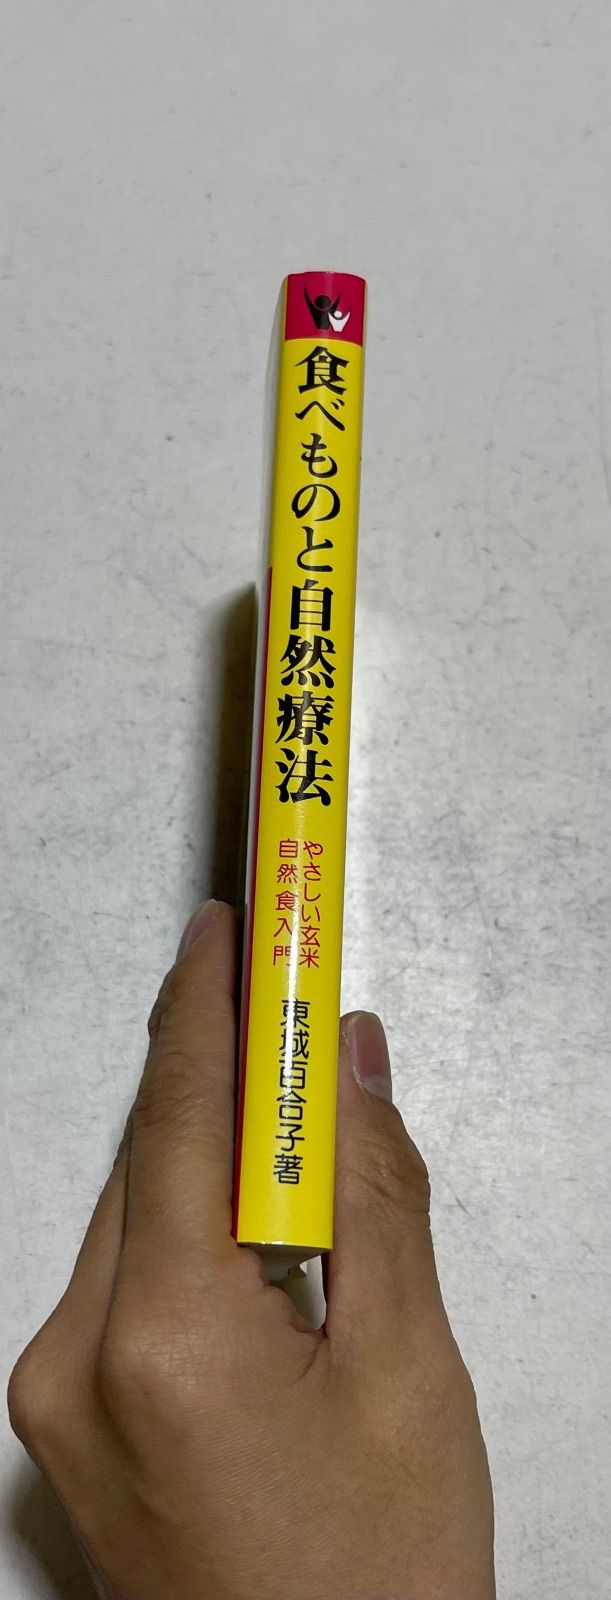 食べものと自然療法
やさしい玄米
自然食入門
東城百合子著